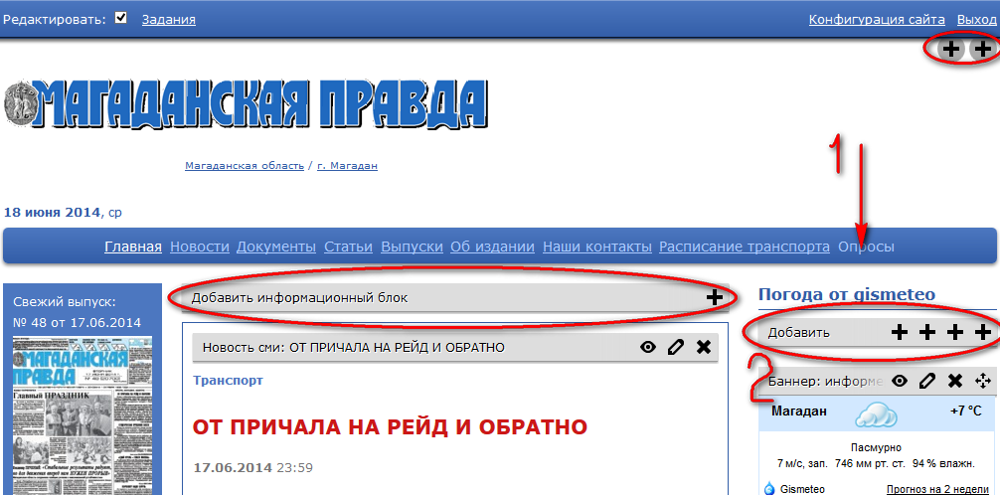 Редактировать: Задания
Конфигурация сайта Выход
МАГАДАНСКАЯ ПРАВДА
Магаданская область / г. Магадан
1
18 июня 2014, ср
Главная Новости Документы Статьи Выпуски Об издании Наши контакты Расписание транспорта Опросы
Свежий выпуск:
№ 48 от 17.06.2014
МАГАДАНСКАЯ
ПРАВДА
Главный ПРАЗДНИК
Добавить информационный блок
Новость сми: ОТ ПРИЧАЛА НА РЕЙД И ОБРАТНО
Транспорт
ОТ ПРИЧАЛА НА РЕЙД И ОБРАТНО
17.06.2014 23:59
Погода от gismeteo
Добавить
2
Баннер: информе
Магадан +7 °C
Пасмурно
7 м/с, зап. 746 мм рт. ст. 94 % влажн.
Gismeteo Прогноз на 2 недели